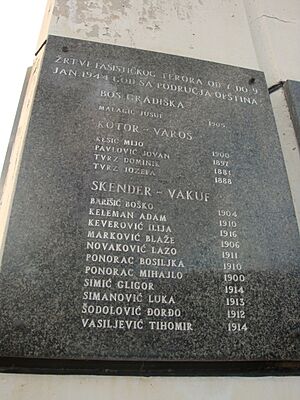 ŽRTVE FAŠISTIČKOG TERORA OD 7 DO 9
JAN. 1944 GOD SA PODRUČJA OPŠTINA
BOS. GRADIŠKA
MALAGIĆ JUSUF 1905
KOTOR - VAROŠ
KESIĆ MIJO
PAVLOVIĆ JOVAN 1900
TVRZ DOMINIK 1897
TVRZ JOZEFA 1881
1888
SKENDER - VAKUF
BARIŠIĆ BOŠKO
KELEMAN ADAM 1904
KEVEROVIĆ ILIJA 1910
MARKOVIĆ BLAŽE 1916
NOVAKOVIĆ LAZO 1906
PONORAC BOSILJKA 1911
PONORAC MIHAJLO 1910
SIMIĆ GLIGOR 1900
SIMANOVIĆ LUKA 1914
ŠODOLOVIĆ ĐORĐO 1913
VASILJEVIĆ TIHOMIR 1912
1914